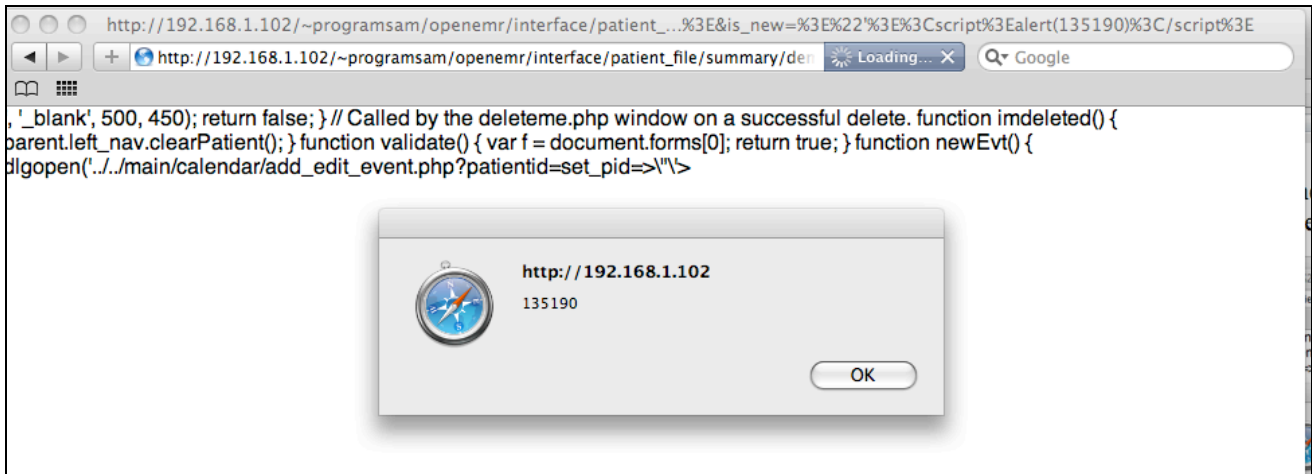 http://192.168.1.102/~programsam/openemr/interface/patient_...%3E&is_new=%3E%22'%3E%3Cscript%3Ealert(135190)%3C/script%3E
http://192.168.1.102/~programsam/openemr/interface/patient_file/summary/den Loading... Google
, '_blank', 500, 450); return false; } // Called by the deleteme.php window on a successful delete. function imdeleted() {
parent.left_nav.clearPatient(); } function validate() { var f = document.forms[0]; return true; } function newEvt() {
dlgopen('../../main/calendar/add_edit_event.php?patientid=set_pid=>\"\'>
http://192.168.1.102
135190
OK